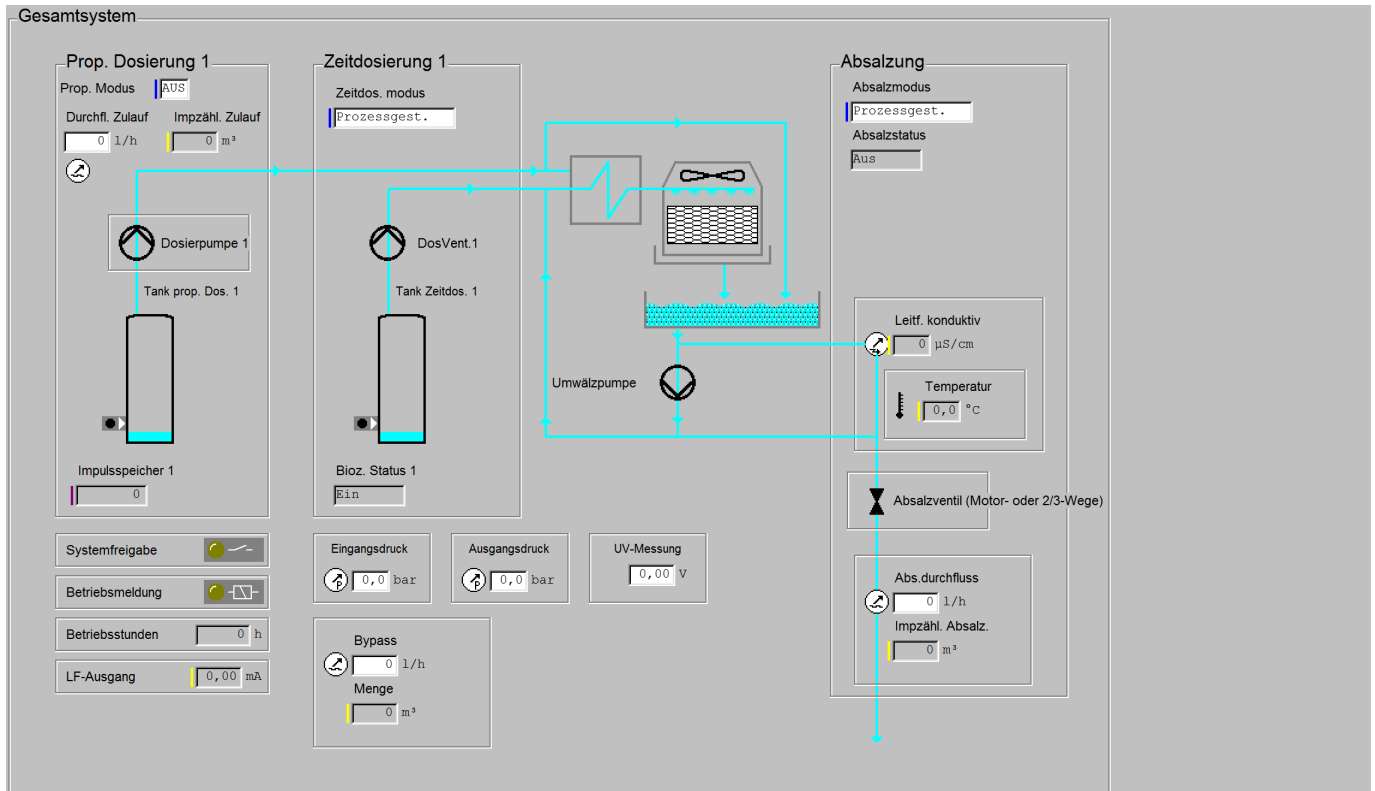 Gesamtsystem
Prop. Dosierung 1
Prop. Modus AUS
Durchfl. Zulauf Impzähl. Zulauf
0 l/h 0 m³
Dosierpumpe 1
Tank prop. Dos. 1
Impulsspeicher 1
0
Zeitdosierung 1
Zeitdos. modus
Prozessgest.
DosVent.1
Tank Zeitdos. 1
Bioz. Status 1
Ein
Umwälzpumpe
Absalzung
Absalzmodus
Prozessgest.
Absalzstatus
Aus
Leitf. konduktiv
0 µS/cm
Temperatur
0,0 °C
Absalzventil (Motor- oder 2/3-Wege)
Abs.durchfluss
0 l/h
Impzähl. Absalz.
0 m³
Systemfreigabe
Betriebsmeldung
Betriebsstunden 0 h
LF-Ausgang 0,00 mA
Eingangsdruck
P 0,0 bar
Ausgangsdruck
P 0,0 bar
UV-Messung
0,00 V
Bypass
0 l/h
Menge
0 m³